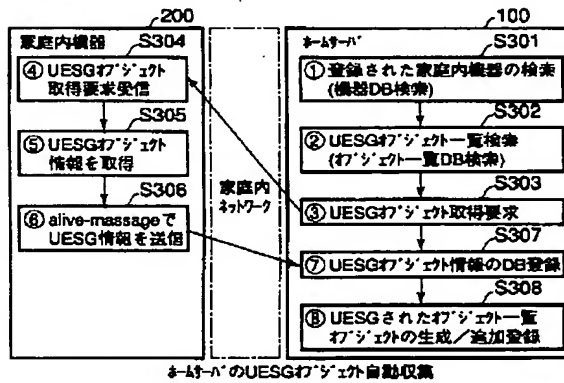 200
家庭内機器
S304
④ UESGオブジェクト
取得要求受信
S305
⑤ UESGオブジェクト
情報を取得
S306
⑥ alive-massageで
UESG情報を送信
家庭内
ネットワーク
100
ホームサーバ
S301
① 登録された家庭内機器の検索
(機器DB検索)
S302
② UESGオブジェクト一覧検索
(オブジェクト一覧DB検索)
S303
③ UESGオブジェクト取得要求
S307
⑦ UESGオブジェクト情報のDB登録
S308
⑧ UESGされたオブジェクト一覧
オブジェクトの生成/追加登録
ホームサーバのUESGオブジェクト自動収集